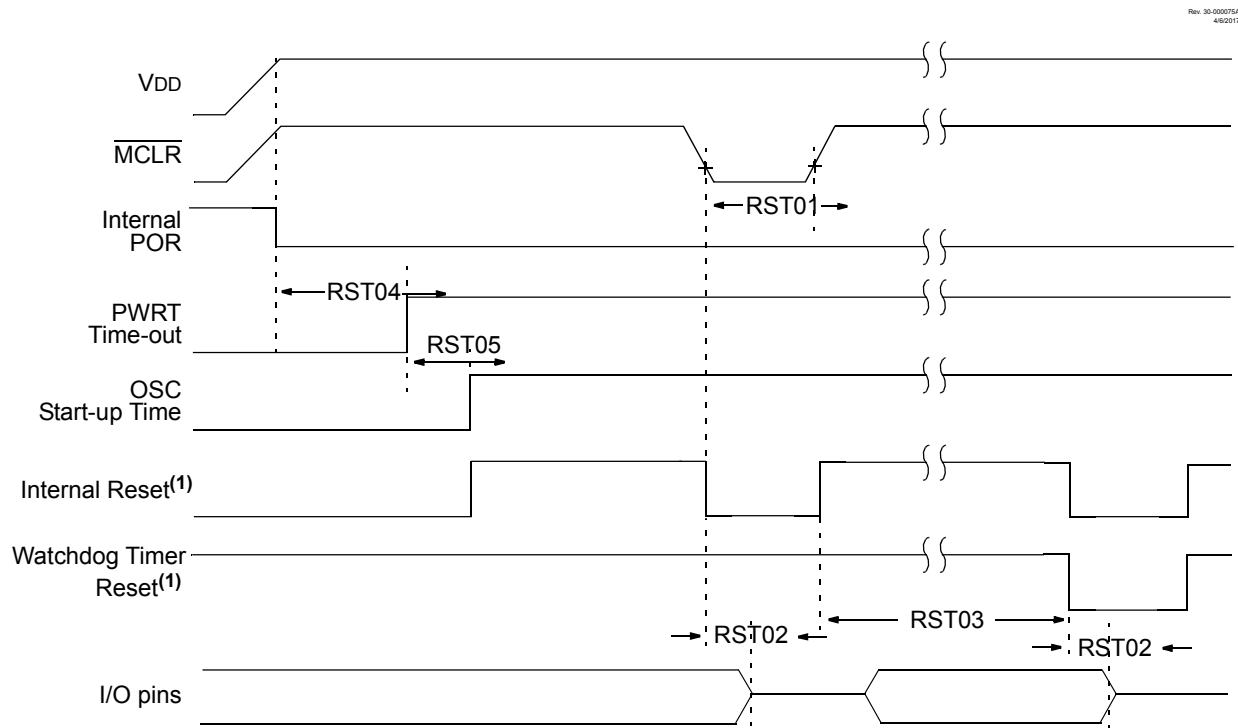 Rev. 30-000075A
4/6/2017
VDD
MCLR
RST01
Internal
POR
RST04
PWRT
Time-out
RST05
OSC
Start-up Time
Internal Reset(1)
Watchdog Timer
Reset(1)
RST03
RST02
RST02
I/O pins